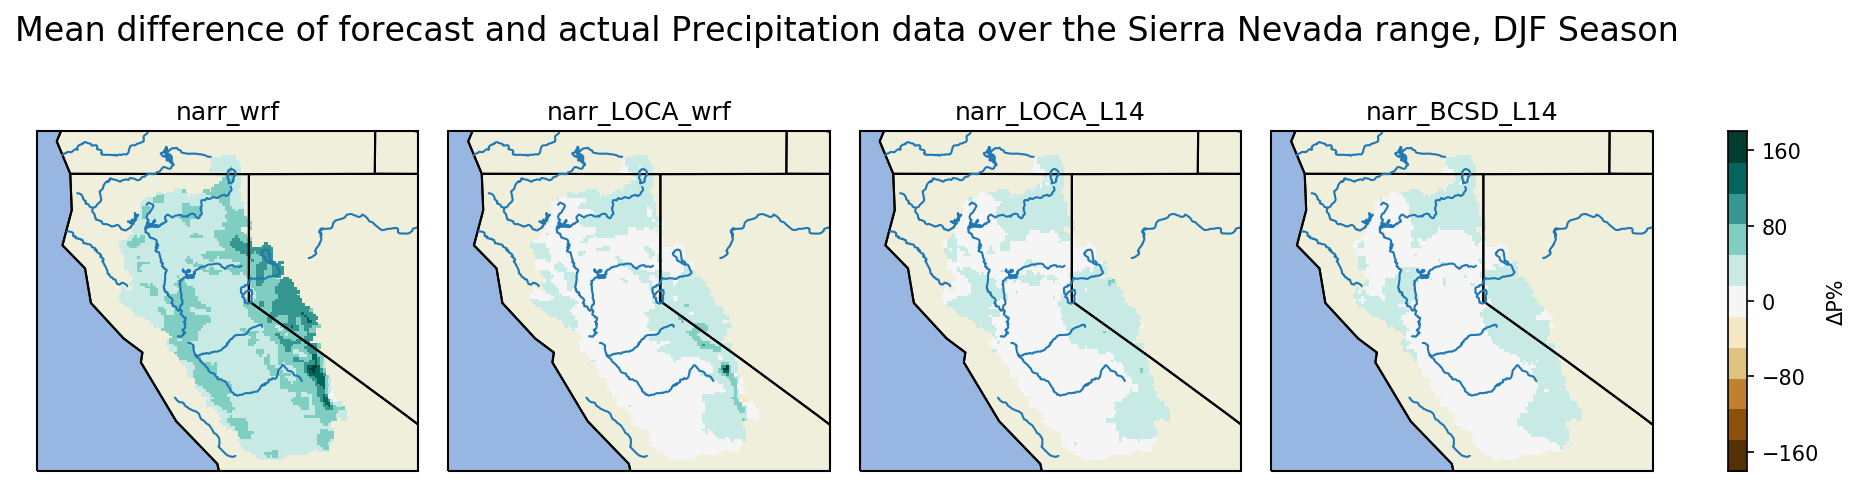 Mean difference of forecast and actual Precipitation data over the Sierra Nevada range, DJF Season
narr_wrf
narr_LOCA_wrf
narr_LOCA_L14
narr_BCSD_L14
160
80
0
−80
−160
ΔP%